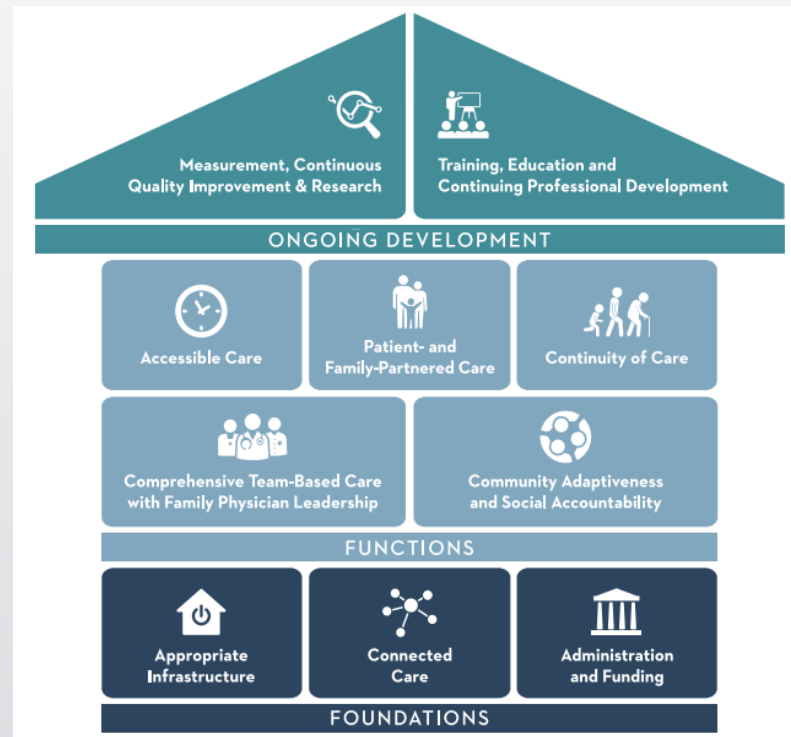 Measurement, Continuous
Quality Improvement & Research
Training, Education and
Continuing Professional Development
ONGOING DEVELOPMENT
Accessible Care
Patient- and
Family-Partnered Care
Continuity of Care
Comprehensive Team-Based Care
with Family Physician Leadership
Community Adaptiveness
and Social Accountability
FUNCTIONS
Appropriate
Infrastructure
Connected
Care
Administration
and Funding
FOUNDATIONS